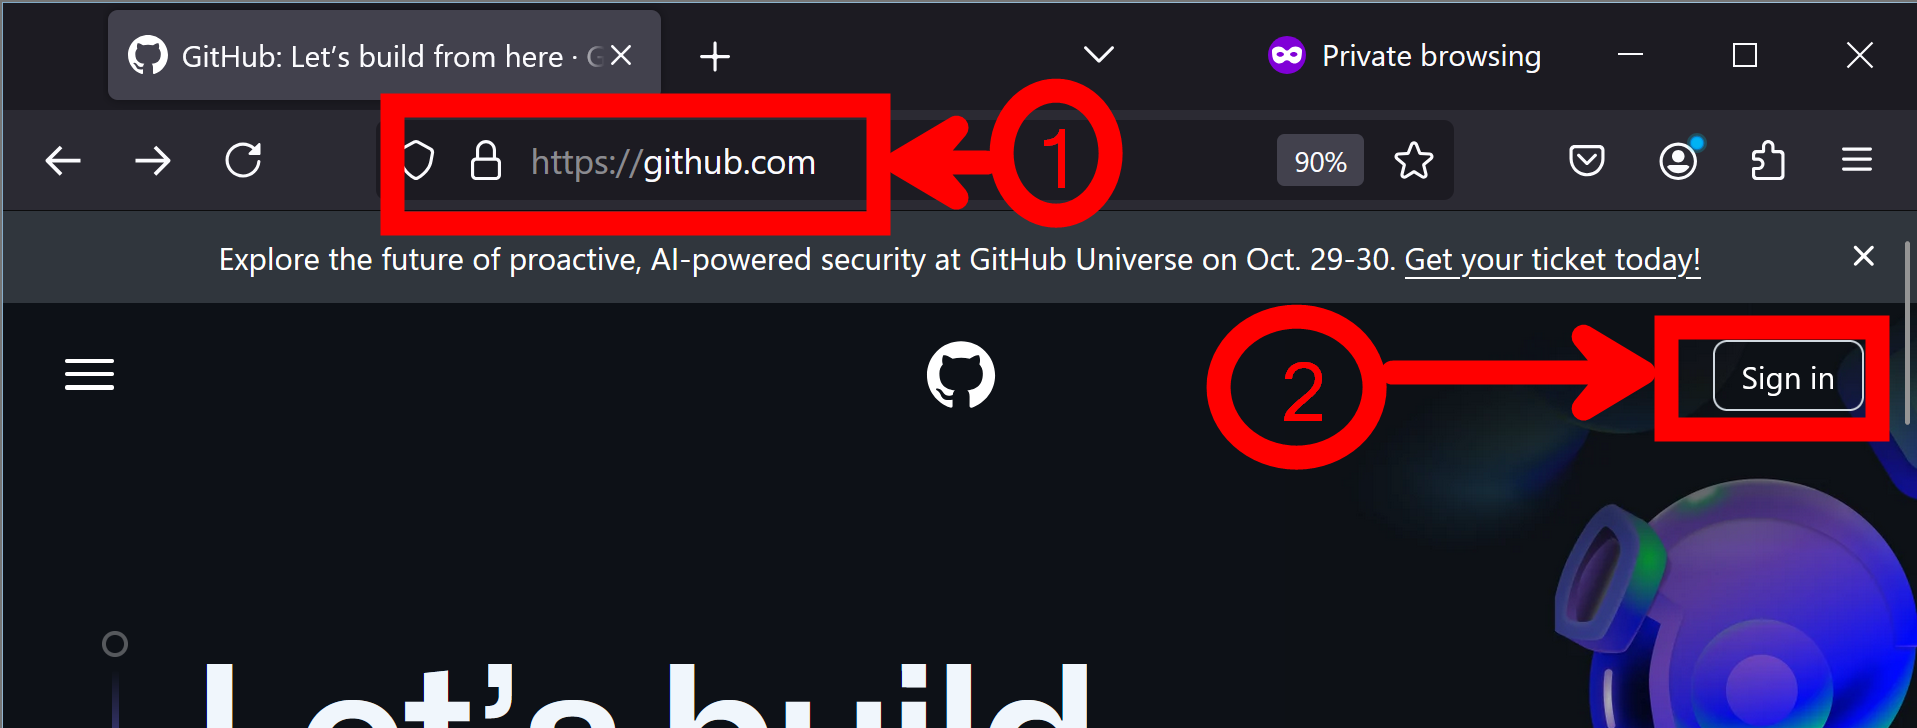 GitHub: Let's build from here ·
Private browsing
https://github.com
1
90%
Explore the future of proactive, AI-powered security at GitHub Universe on Oct. 29-30. Get your ticket today!
2
Sign in
Let's build